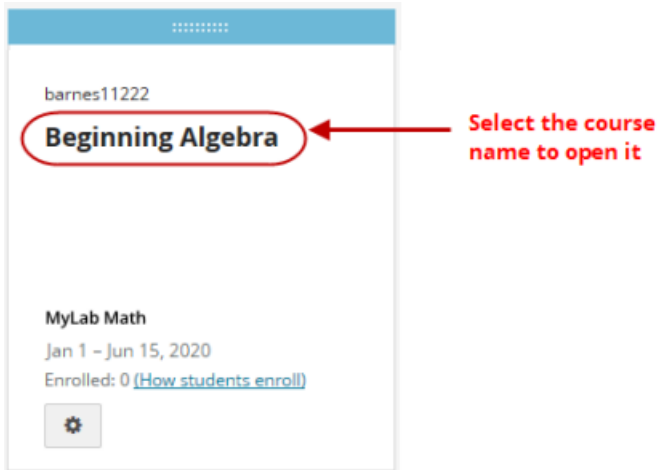 barnes11222
Beginning Algebra
Select the course
name to open it
MyLab Math
Jan 1 – Jun 15, 2020
Enrolled: 0 (How students enroll)